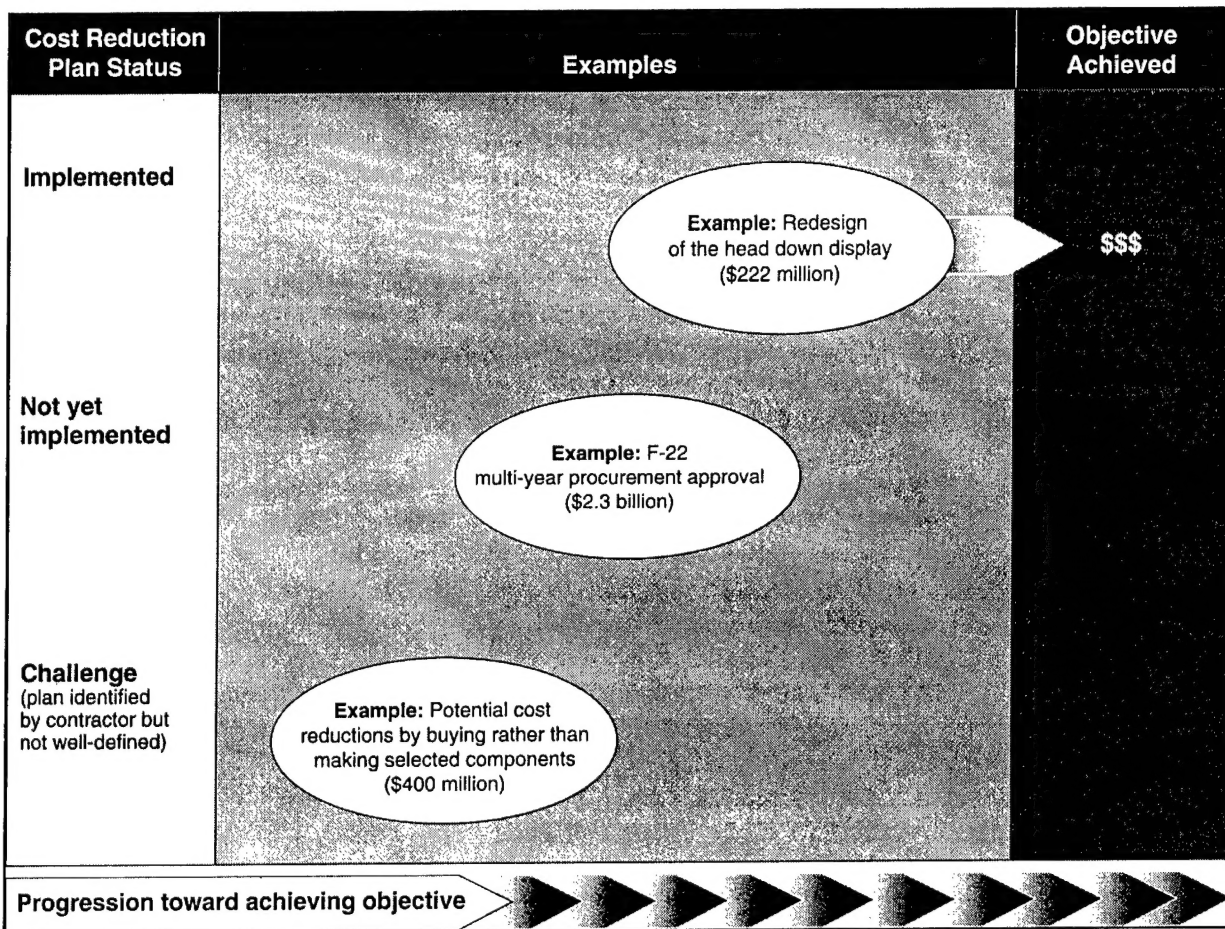 Cost Reduction
Plan Status
Examples
Objective
Achieved
Implemented
Example: Redesign
of the head down display
($222 million)
$$$
Not yet
implemented
Example: F-22
multi-year procurement approval
($2.3 billion)
Challenge
(plan identified
by contractor but
not well-defined)
Example: Potential cost
reductions by buying rather than
making selected components
($400 million)
Progression toward achieving objective